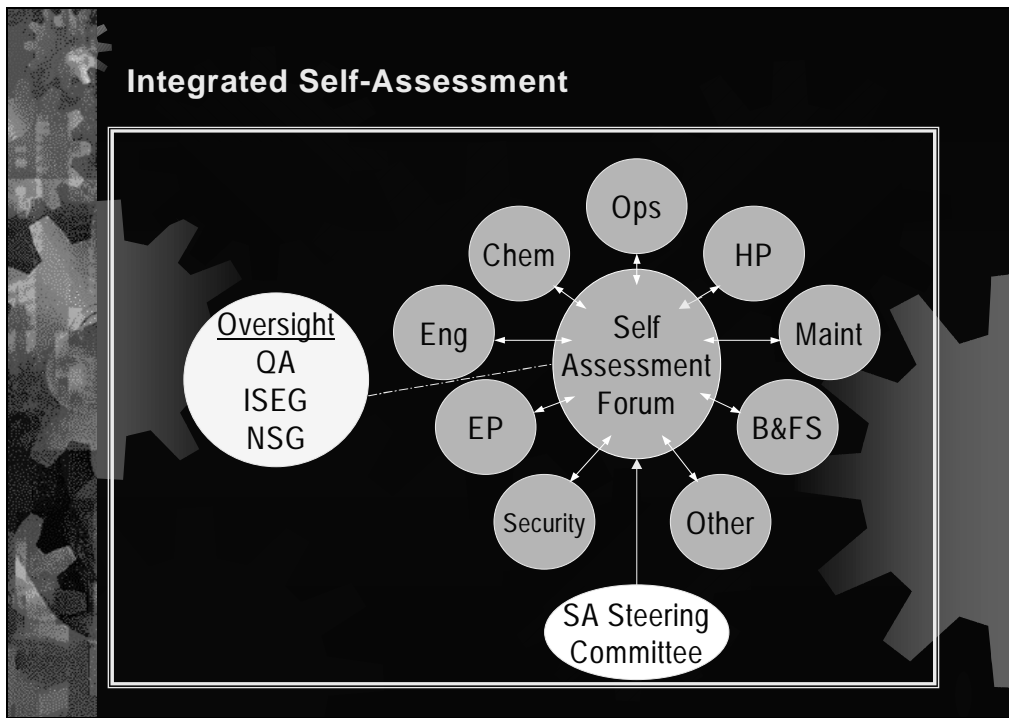 Integrated Self-Assessment
Ops
Chem
HP
Eng
Self
Assessment
Forum
Maint
Oversight
QA
ISEG
NSG
EP
B&FS
Security
Other
SA Steering
Committee